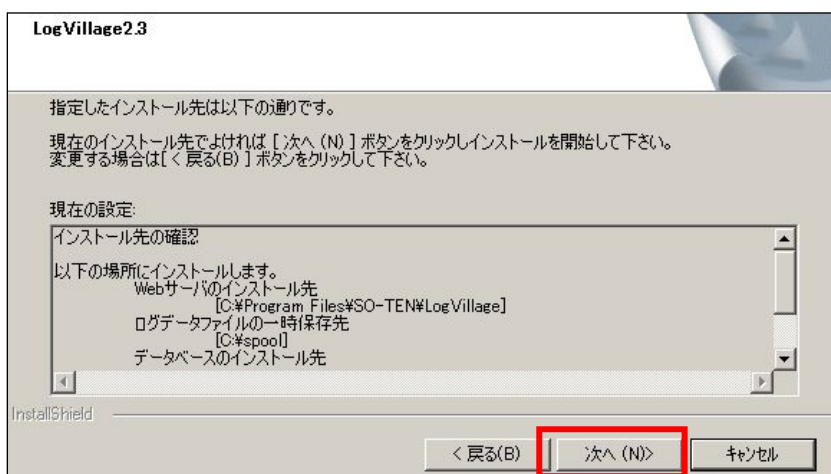 LogVillage2.3
指定したインストール先は以下の通りです。
現在のインストール先でよければ [ 次へ (N) ] ボタンをクリックしインストールを開始して下さい。
変更する場合は[ < 戻る(B) ] ボタンをクリックして下さい。
現在の設定:
インストール先の確認
以下の場所にインストールします。
Webサーバのインストール先
[C:¥Program Files¥SO-TEN¥LogVillage]
ログデータファイルの一時保存先
[C:¥spool]
データベースのインストール先
InstallShield
< 戻る(B)
次へ (N)>
キャンセル